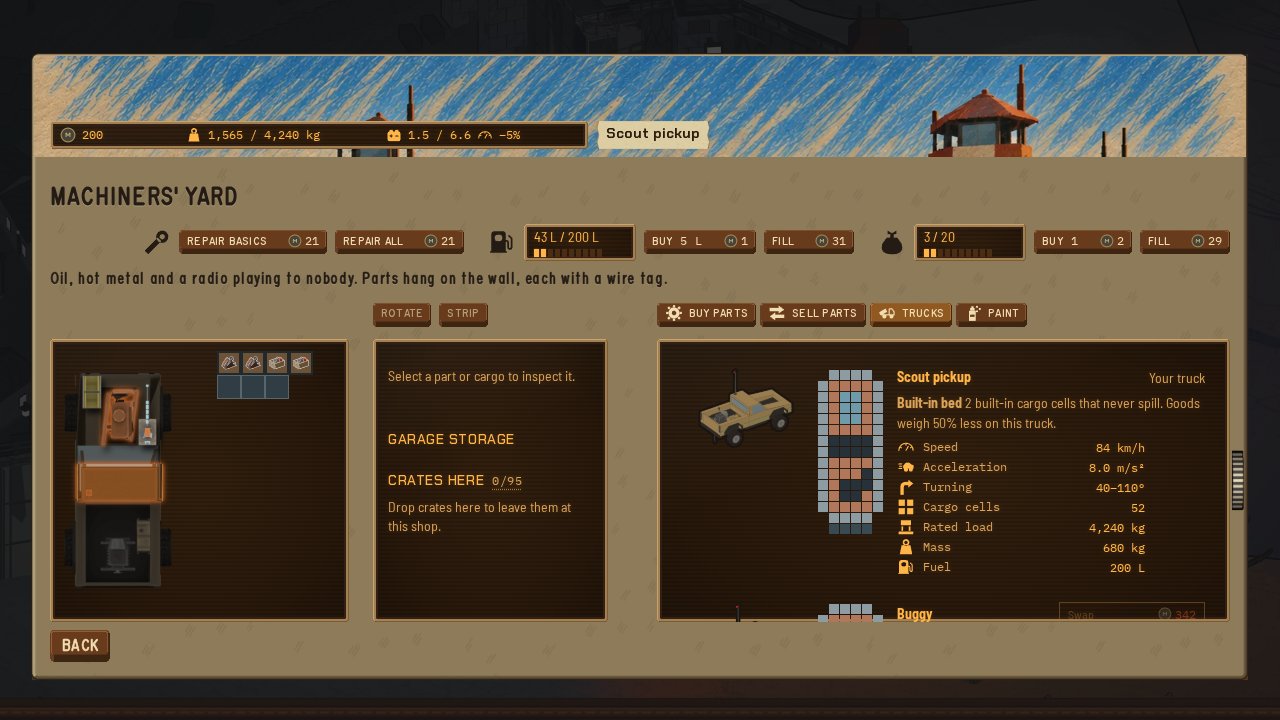 200
1,565 / 4,240 kg
1.5 / 6.6
−5%
Scout pickup
MACHINERS' YARD
REPAIR BASICS M 21
REPAIR ALL M 21
43 L / 200 L
BUY 5 L M 1
FILL M 31
3 / 20
BUY 1 M 2
FILL M 29
Oil, hot metal and a radio playing to nobody. Parts hang on the wall, each with a wire tag.
ROTATE
STRIP
BUY PARTS
SELL PARTS
TRUCKS
PAINT
Select a part or cargo to inspect it.
GARAGE STORAGE
CRATES HERE 0/95
Drop crates here to leave them at
this shop.
Scout pickup
Your truck
Built-in bed 2 built-in cargo cells that never spill. Goods
weigh 50% less on this truck.
Speed 84 km/h
Acceleration 8.0 m/s²
Turning 40–110°
Cargo cells 52
Rated load 4,240 kg
Mass 680 kg
Fuel 200 L
Buggy
Swap M 342
BACK